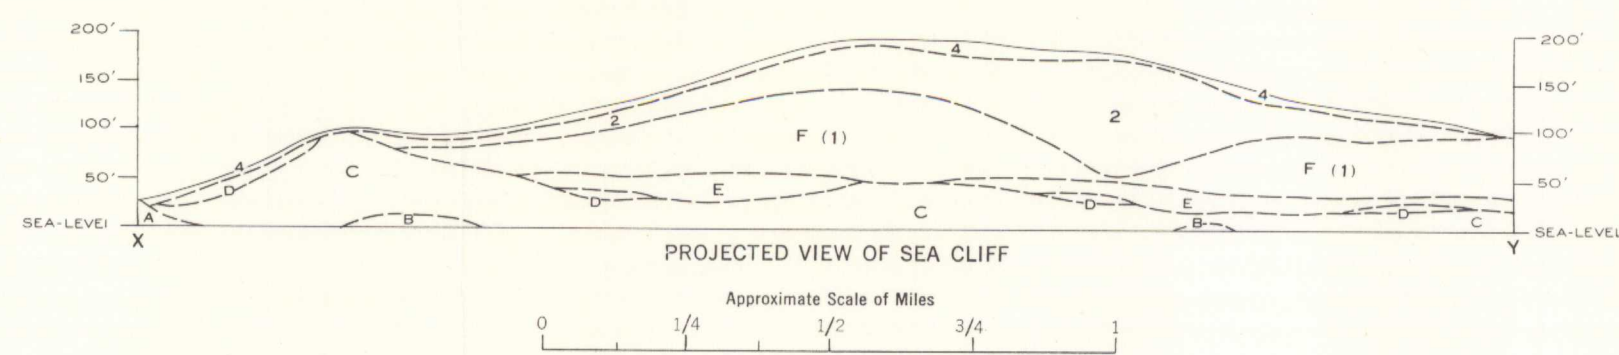 200′ 200′
4
150′ 150′
4
2 2
100′ 100′
F (1)
4 C F (1)
50′ D E 50′
D C D E D C
SEA-LEVEL A B B SEA-LEVEL
X Y
PROJECTED VIEW OF SEA CLIFF
Approximate Scale of Miles
0 1/4 1/2 3/4 1